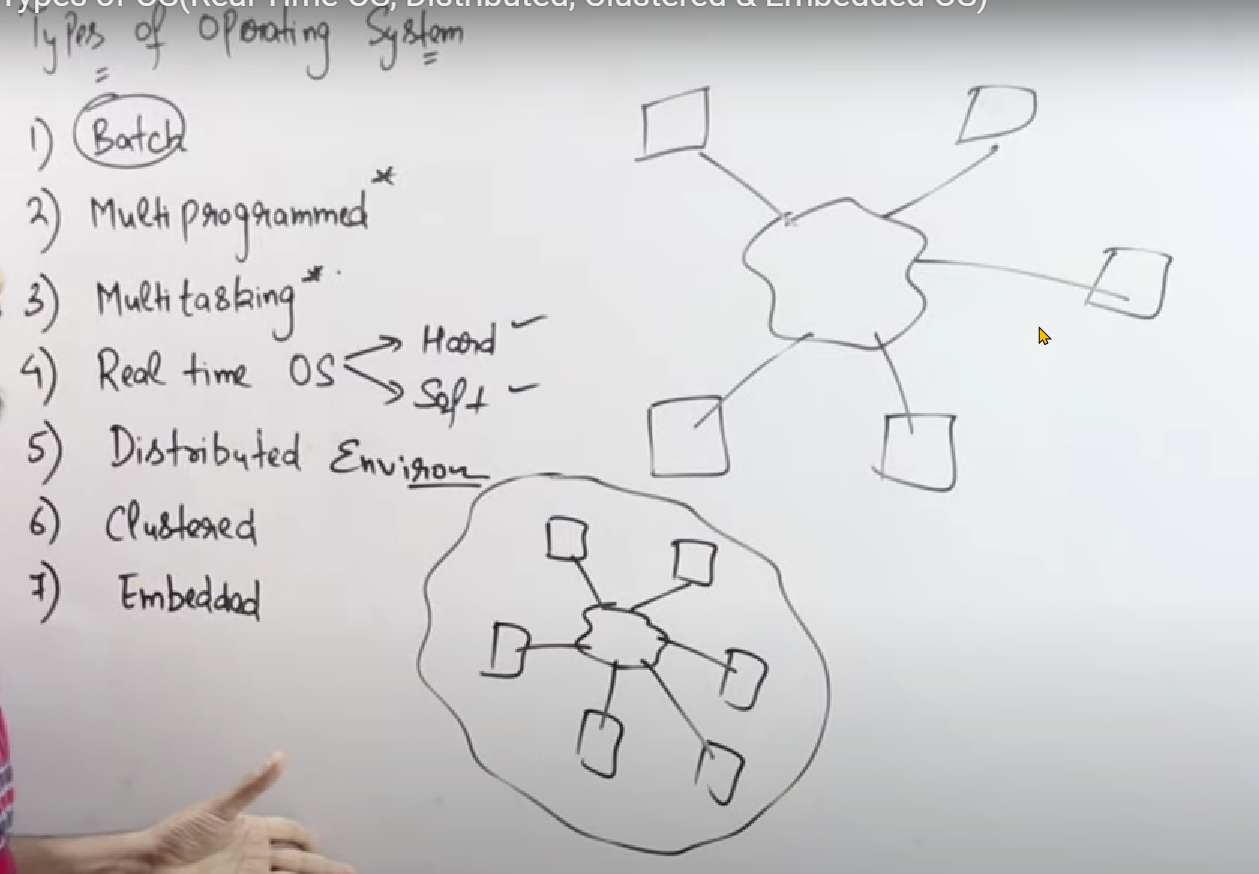 Types of OS(Real Time OS, Distributed, Clustered & Embedded OS)
Types of Operating System
1) Batch
2) Multiprogrammed*
3) Multitasking*
4) Real time OS
Hard
Soft
5) Distributed Environ
6) Clustered
7) Embedded